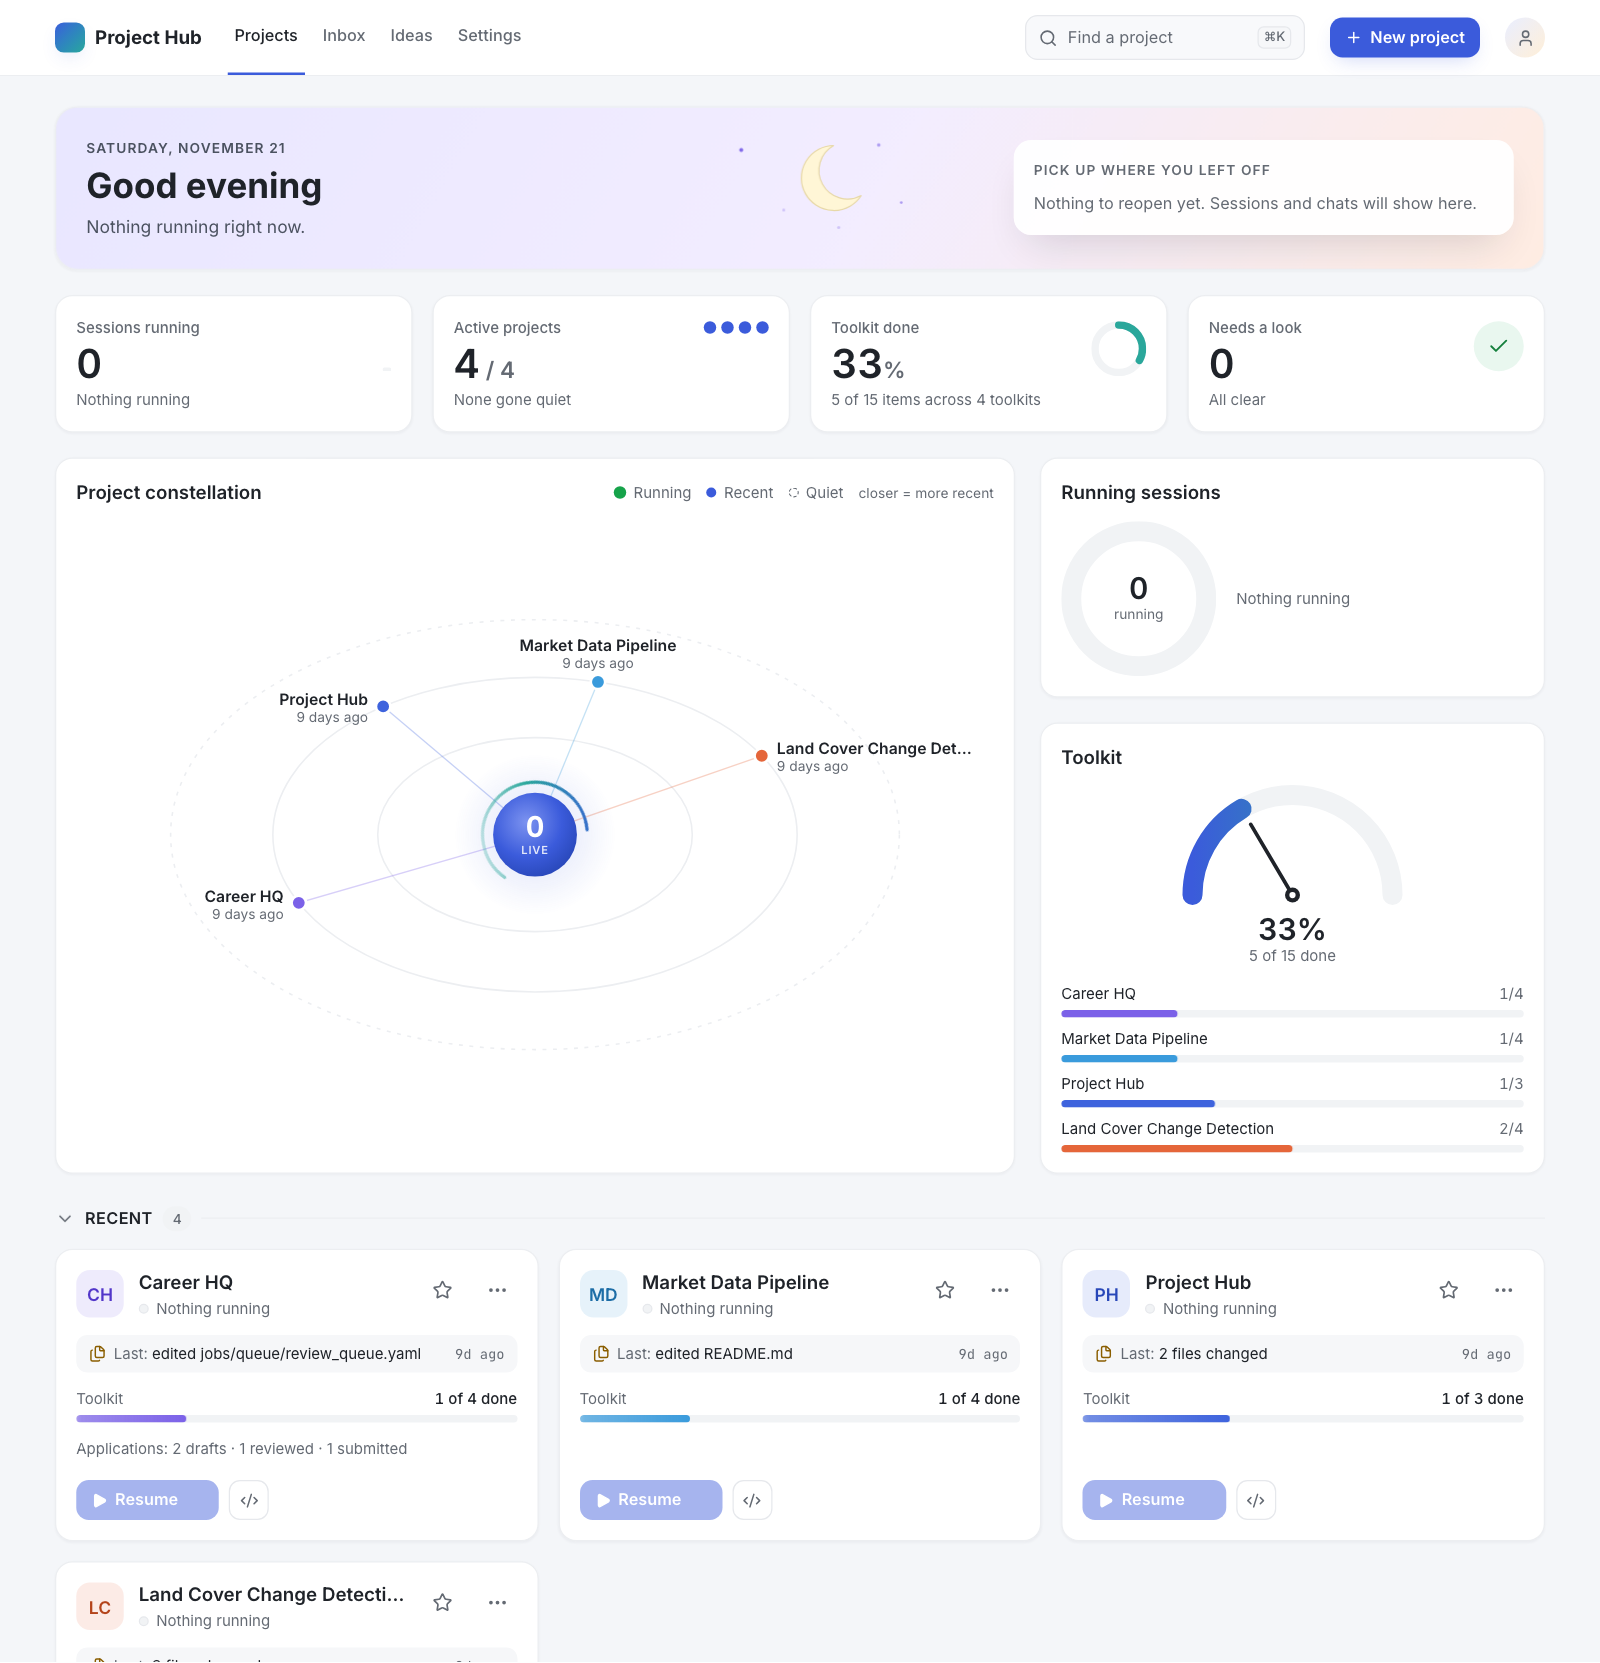 Project Hub
Projects
Inbox
Ideas
Settings
Find a project
⌘K
New project
SATURDAY, NOVEMBER 21
Good evening
Nothing running right now.
PICK UP WHERE YOU LEFT OFF
Nothing to reopen yet. Sessions and chats will show here.
Sessions running
0
Nothing running
Active projects
4 / 4
None gone quiet
Toolkit done
33%
5 of 15 items across 4 toolkits
Needs a look
0
All clear
Project constellation
Running
Recent
Quiet
closer = more recent
Market Data Pipeline
9 days ago
Project Hub
9 days ago
Land Cover Change Det...
9 days ago
0
LIVE
Career HQ
9 days ago
Running sessions
0
running
Nothing running
Toolkit
33%
5 of 15 done
Career HQ 1/4
Market Data Pipeline 1/4
Project Hub 1/3
Land Cover Change Detection 2/4
RECENT 4
CH
Career HQ
Nothing running
Last: edited jobs/queue/review_queue.yaml 9d ago
Toolkit 1 of 4 done
Applications: 2 drafts · 1 reviewed · 1 submitted
Resume
MD
Market Data Pipeline
Nothing running
Last: edited README.md 9d ago
Toolkit 1 of 4 done
Resume
PH
Project Hub
Nothing running
Last: 2 files changed 9d ago
Toolkit 1 of 3 done
Resume
LC
Land Cover Change Detecti...
Nothing running